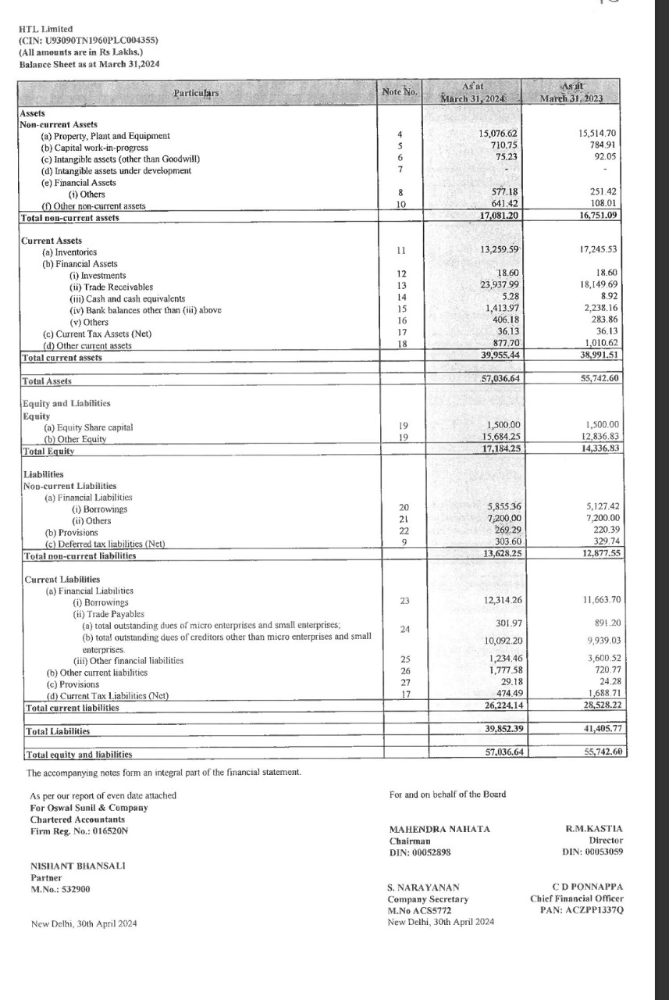 HTL Limited
(CIN: U93090TN1960PLC004355)
(All amounts are in Rs Lakhs.)
Balance Sheet as at March 31,2024
Particulars Note No. As at March 31, 2024 As at March 31, 2023
Assets
Non-current Assets
(a) Property, Plant and Equipment 4 15,076.62 15,514.70
(b) Capital work-in-progress 5 710.75 784.91
(c) Intangible assets (other than Goodwill) 6 75.23 92.05
(d) Intangible assets under development 7 - -
(e) Financial Assets
(i) Others 8 577.18 251.42
(f) Other non-current assets 10 641.42 108.01
Total non-current assets 17,081.20 16,751.09
Current Assets
(a) Inventories 11 13,259.59 17,245.53
(b) Financial Assets
(i) Investments 12 18.60 18.60
(ii) Trade Receivables 13 23,937.99 18,149.69
(iii) Cash and cash equivalents 14 5.28 8.92
(iv) Bank balances other than (iii) above 15 1,413.97 2,238.16
(v) Others 16 406.18 283.86
(c) Current Tax Assets (Net) 17 36.13 36.13
(d) Other current assets 18 877.70 1,010.62
Total current assets 39,955.44 38,991.51
Total Assets 57,036.64 55,742.60
Equity and Liabilities
Equity
(a) Equity Share capital 19 1,500.00 1,500.00
(b) Other Equity 19 15,684.25 12,836.83
Total Equity 17,184.25 14,336.83
Liabilities
Non-current Liabilities
(a) Financial Liabilities
(i) Borrowings 20 5,855.36 5,127.42
(ii) Others 21 7,200.00 7,200.00
(b) Provisions 22 269.29 220.39
(c) Deferred tax liabilities (Net) 9 303.60 329.74
Total non-current liabilities 13,628.25 12,877.55
Current Liabilities
(a) Financial Liabilities
(i) Borrowings 23 12,314.26 11,663.70
(ii) Trade Payables
(a) total outstanding dues of micro enterprises and small enterprises; 24 301.97 891.20
(b) total outstanding dues of creditors other than micro enterprises and small 10,092.20 9,939.03
enterprises.
(iii) Other financial liabilities 25 1,234.46 3,600.52
(b) Other current liabilities 26 1,777.58 720.77
(c) Provisions 27 29.18 24.28
(d) Current Tax Liabilities (Net) 17 474.49 1,688.71
Total current liabilities 26,224.14 28,528.22
Total Liabilities 39,852.39 41,405.77
Total equity and liabilities 57,036.64 55,742.60
The accompanying notes form an integral part of the financial statement.
As per our report of even date attached
For Oswal Sunil & Company
Chartered Accountants
Firm Reg. No.: 016520N
NISHANT BHANSALI
Partner
M.No.: 532900
New Delhi, 30th April 2024
For and on behalf of the Board
MAHENDRA NAHATA R.M.KASTIA
Chairman Director
DIN: 00052898 DIN: 00053059
S. NARAYANAN C D PONNAPPA
Company Secretary Chief Financial Officer
M.No ACS5772 PAN: ACZPP1337Q
New Delhi, 30th April 2024